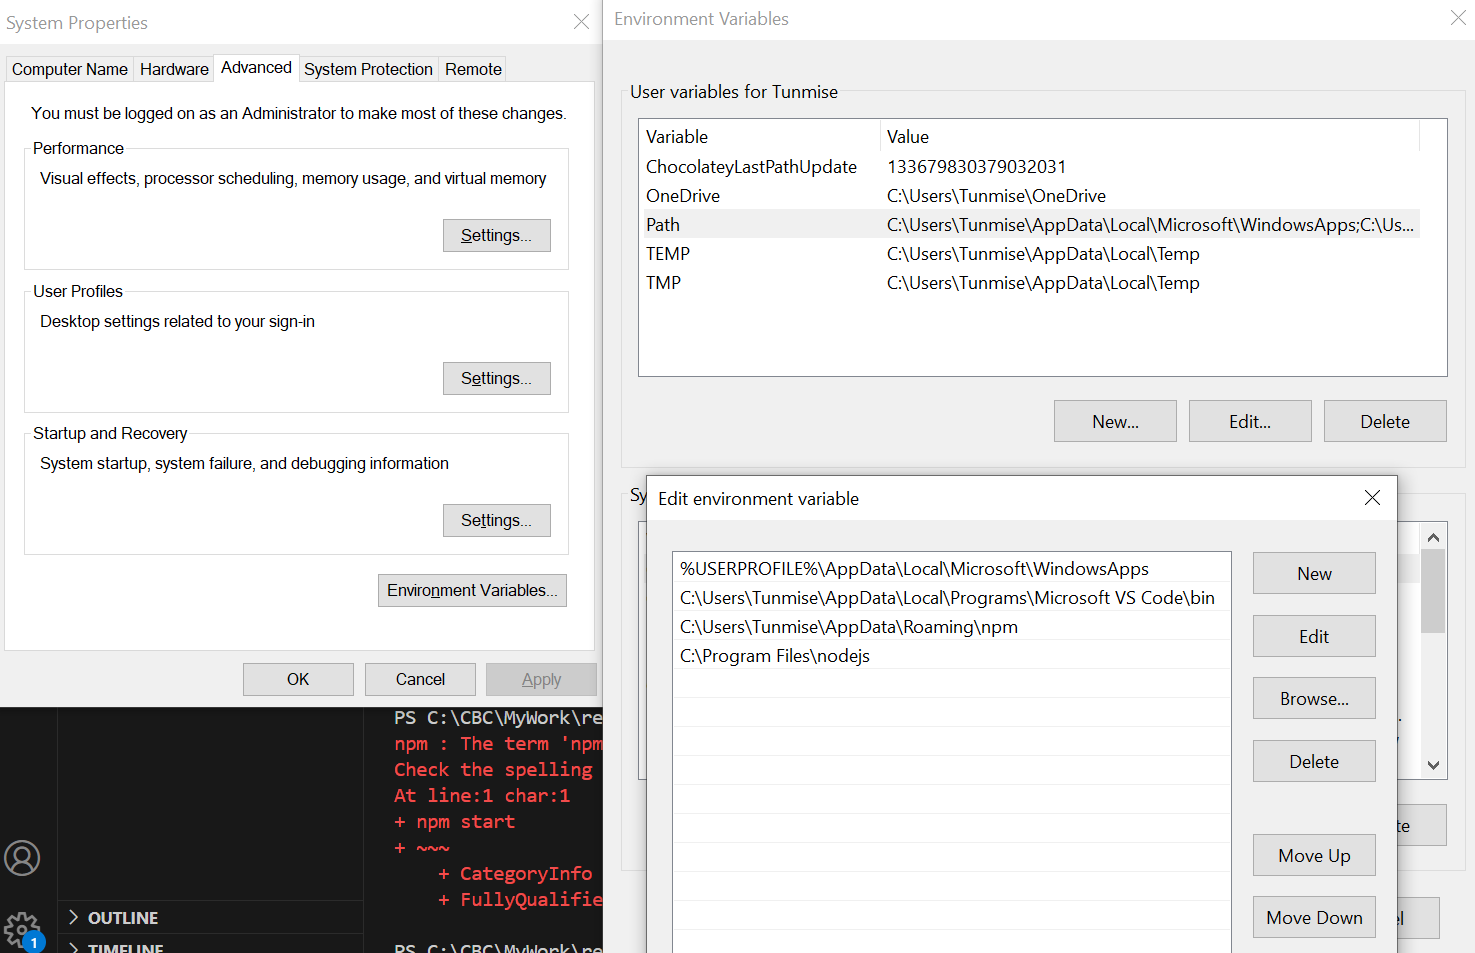 System Properties
Computer Name
Hardware
Advanced
System Protection
Remote
You must be logged on as an Administrator to make most of these changes.
Performance
Visual effects, processor scheduling, memory usage, and virtual memory
Settings...
User Profiles
Desktop settings related to your sign-in
Settings...
Startup and Recovery
System startup, system failure, and debugging information
Settings...
Environment Variables...
OK
Cancel
Apply
PS C:\CBC\MyWork\re
npm : The term 'npm
Check the spelling
At line:1 char:1
+ npm start
+ ~~~
+ CategoryInfo
+ FullyQualifie
PS C:\CBC\MyWork\re
OUTLINE
TIMELINE
1
Environment Variables
User variables for Tunmise
Variable Value
ChocolateyLastPathUpdate 133679830379032031
OneDrive C:\Users\Tunmise\OneDrive
Path C:\Users\Tunmise\AppData\Local\Microsoft\WindowsApps;C:\Us...
TEMP C:\Users\Tunmise\AppData\Local\Temp
TMP C:\Users\Tunmise\AppData\Local\Temp
New...
Edit...
Delete
Sy
Edit environment variable
%USERPROFILE%\AppData\Local\Microsoft\WindowsApps
C:\Users\Tunmise\AppData\Local\Programs\Microsoft VS Code\bin
C:\Users\Tunmise\AppData\Roaming\npm
C:\Program Files\nodejs
New
Edit
Browse...
Delete
Move Up
Move Down
te
el